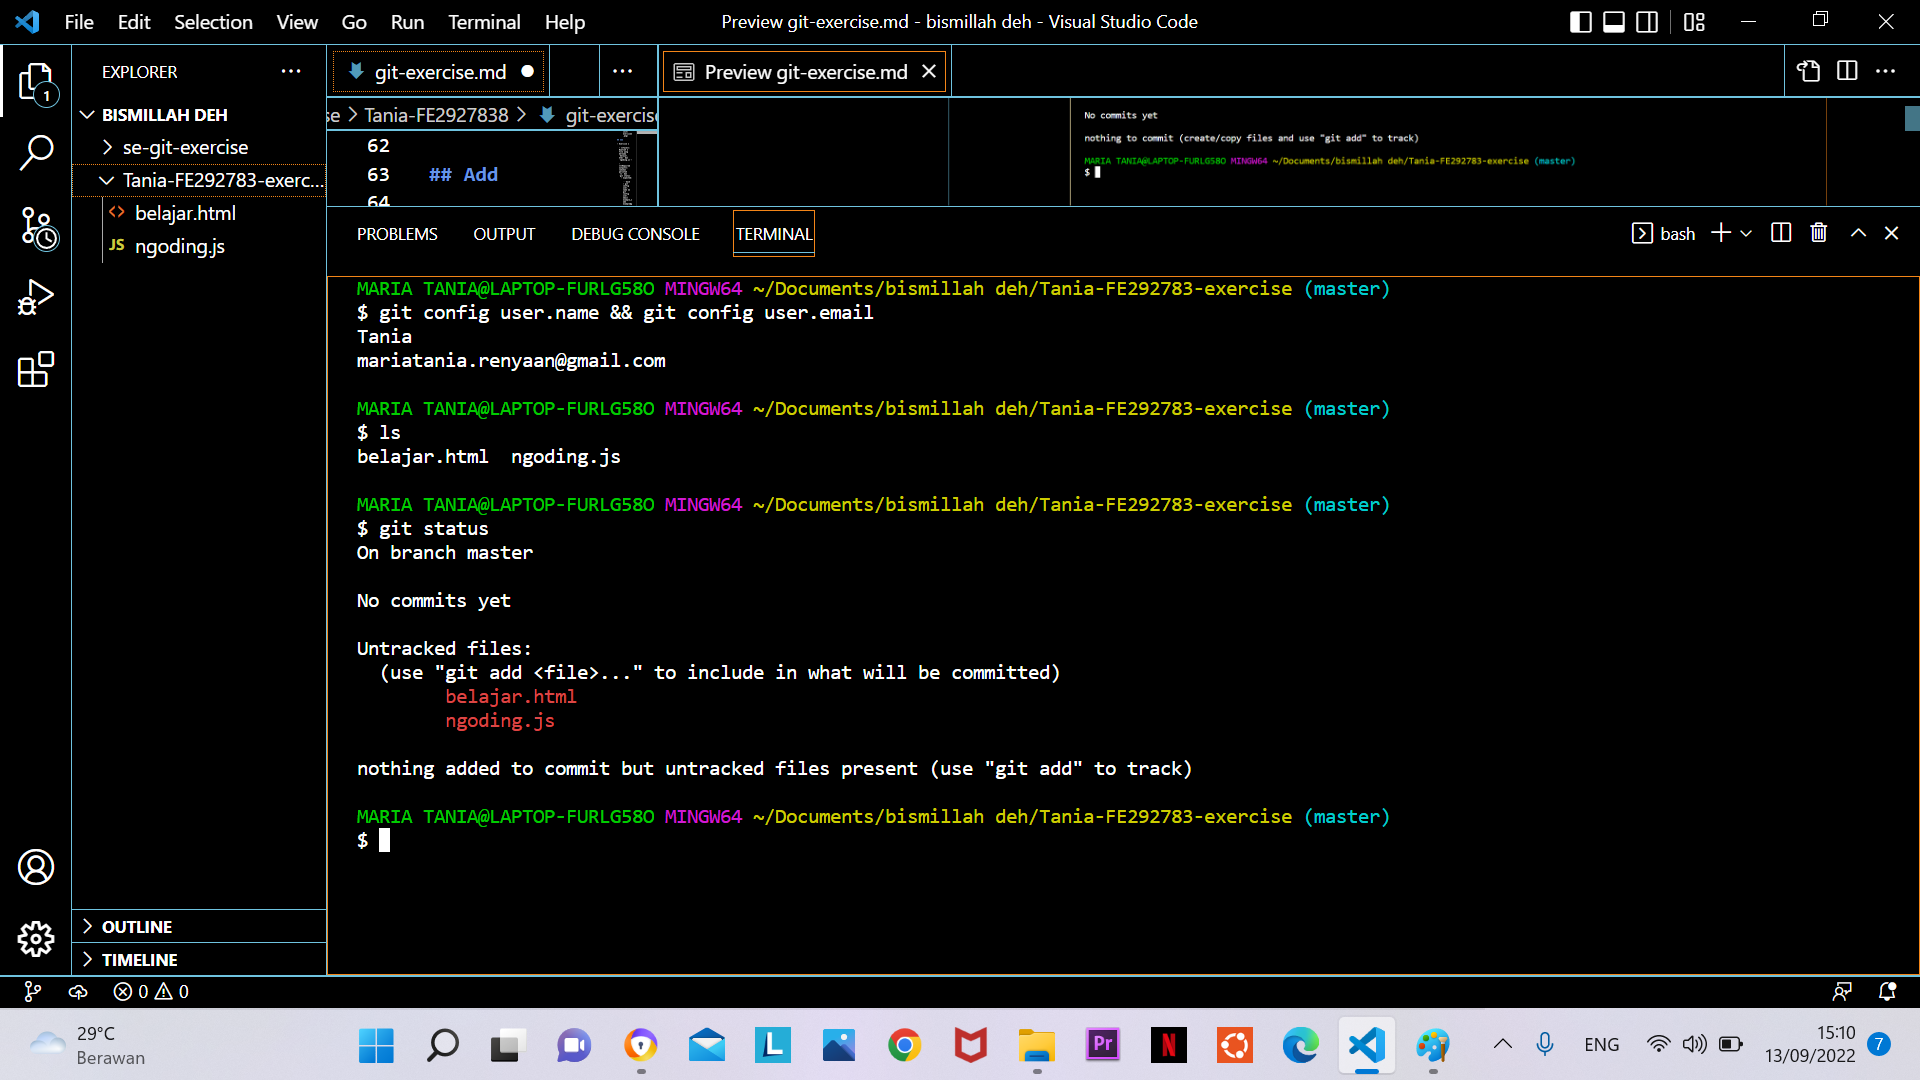 File Edit Selection View Go Run Terminal Help
Preview git-exercise.md - bismillah deh - Visual Studio Code
EXPLORER
1
BISMILLAH DEH
se-git-exercise
Tania-FE292783-exerc...
belajar.html
JS ngoding.js
OUTLINE
TIMELINE
git-exercise.md
Preview git-exercise.md
se > Tania-FE2927838 > git-exercis
62
63 ## Add
64
No commits yet
nothing to commit (create/copy files and use "git add" to track)
MARIA TANIA@LAPTOP-FURLG58O MINGW64 ~/Documents/bismillah deh/Tania-FE292783-exercise (master)
$
PROBLEMS OUTPUT DEBUG CONSOLE TERMINAL
bash
MARIA TANIA@LAPTOP-FURLG58O MINGW64 ~/Documents/bismillah deh/Tania-FE292783-exercise (master)
$ git config user.name && git config user.email
Tania
mariatania.renyaan@gmail.com
MARIA TANIA@LAPTOP-FURLG58O MINGW64 ~/Documents/bismillah deh/Tania-FE292783-exercise (master)
$ ls
belajar.html ngoding.js
MARIA TANIA@LAPTOP-FURLG58O MINGW64 ~/Documents/bismillah deh/Tania-FE292783-exercise (master)
$ git status
On branch master
No commits yet
Untracked files:
(use "git add <file>..." to include in what will be committed)
belajar.html
ngoding.js
nothing added to commit but untracked files present (use "git add" to track)
MARIA TANIA@LAPTOP-FURLG58O MINGW64 ~/Documents/bismillah deh/Tania-FE292783-exercise (master)
$
0 0
29°C
Berawan
L
Pr
N
ENG
15:10
13/09/2022
7